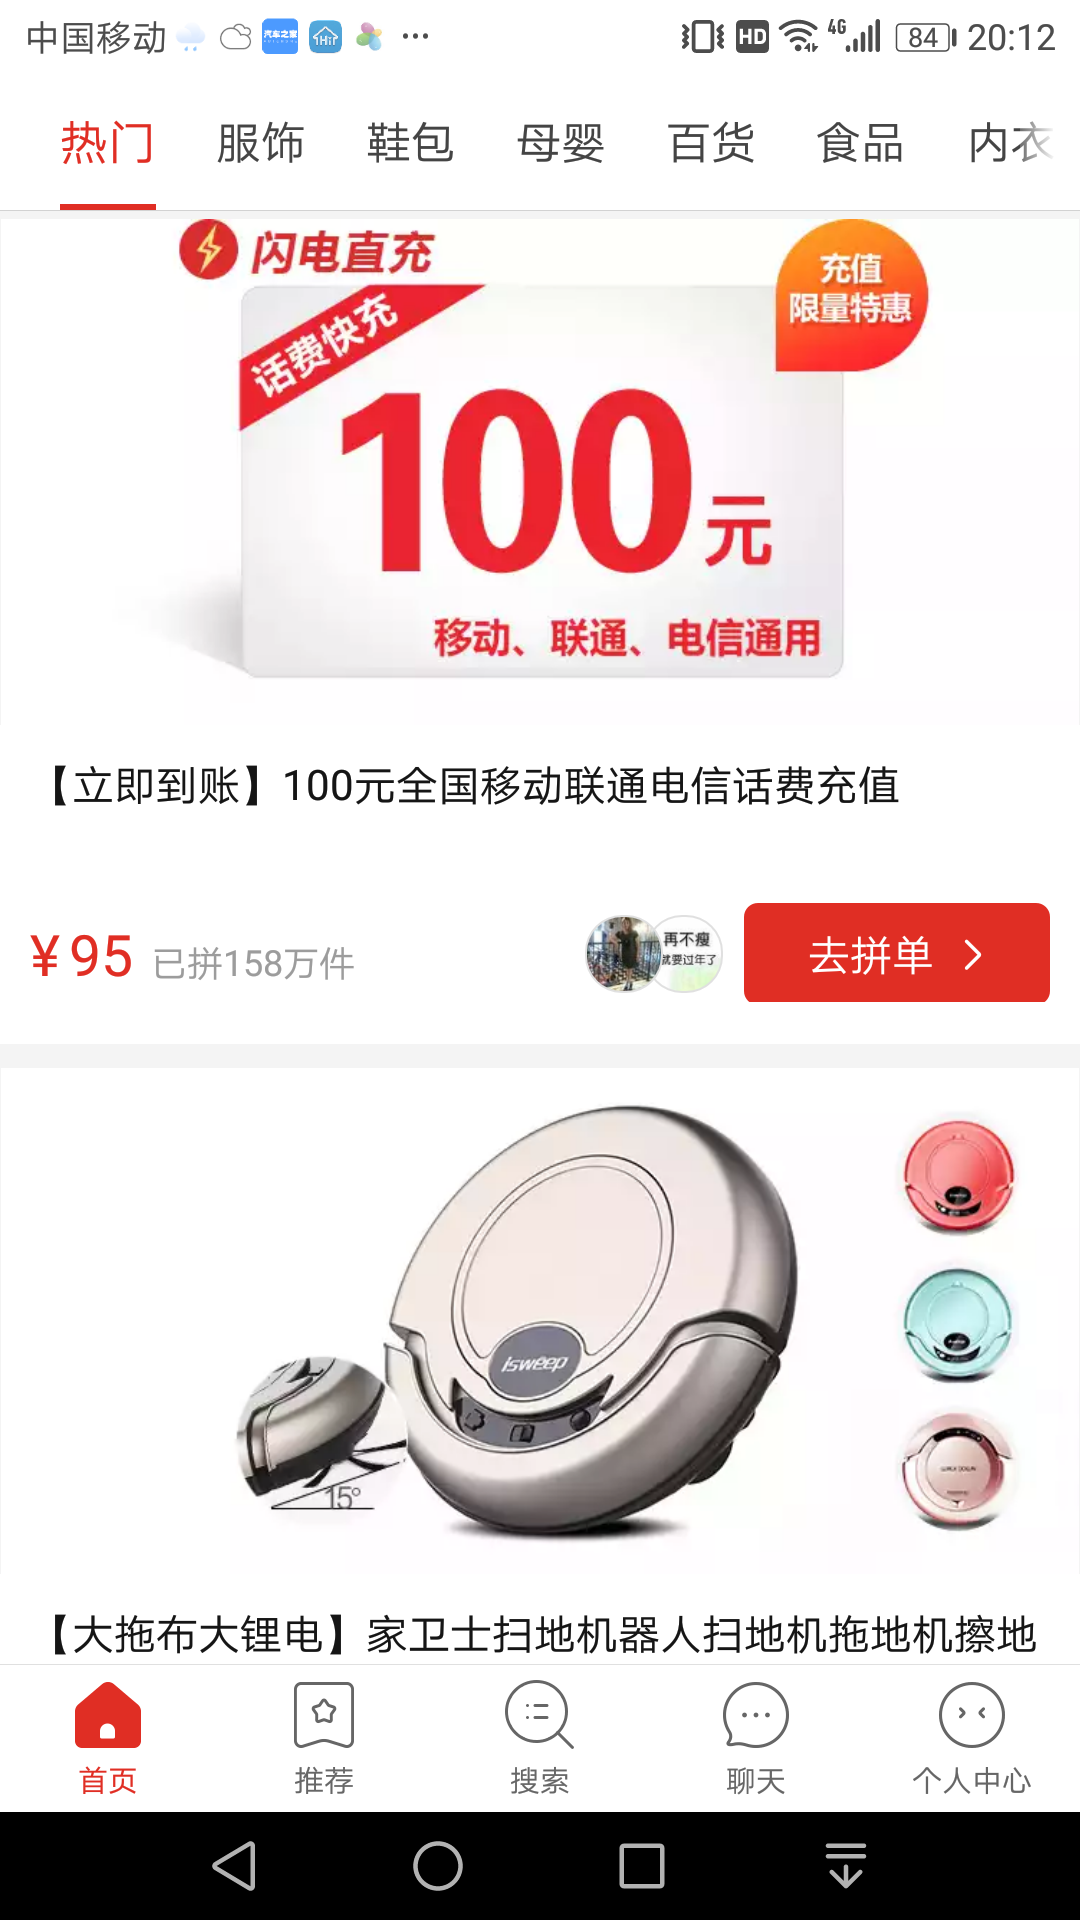 中国移动 汽车之家 HiT ... HD 4G 84 20:12
热门 服饰 鞋包 母婴 百货 食品 内衣
闪电直充
充值
限量特惠
话费快充
100元
移动、联通、电信通用
【立即到账】100元全国移动联通电信话费充值
¥95 已拼158万件
再不瘦
就要过年了
去拼单
Isweep
15°
【大拖布大锂电】家卫士扫地机器人扫地机拖地机擦地
首页 推荐 搜索 聊天 个人中心